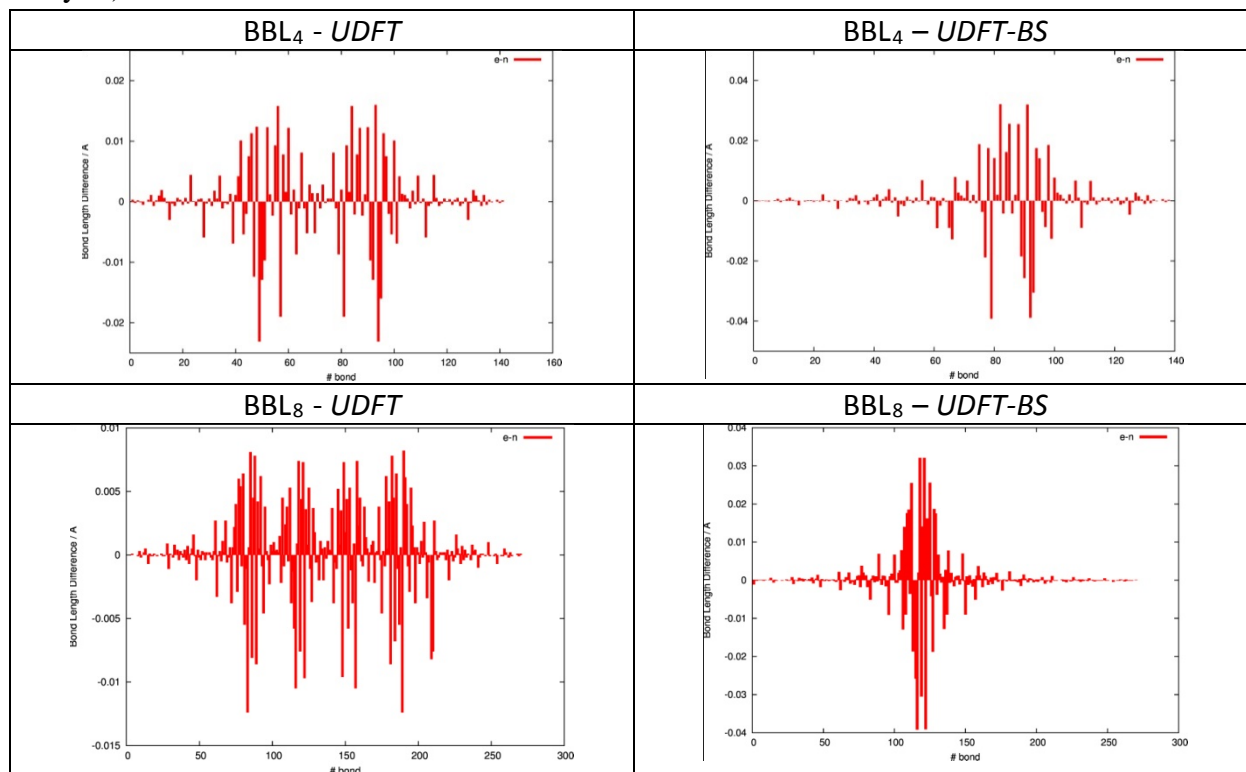 BBL₄ - UDFT
BBL₄ – UDFT-BS
e-n
Bond Length Difference / A
0.02
0.01
0
-0.01
-0.02
0 20 40 60 80 100 120 140 160
# bond
e-n
Bond Length Difference / A
0.04
0.02
0
-0.02
-0.04
0 20 40 60 80 100 120 140
# bond
BBL₈ - UDFT
BBL₈ – UDFT-BS
e-n
Bond Length Difference / A
0.01
0.005
0
-0.005
-0.01
-0.015
0 50 100 150 200 250 300
# bond
e-n
Bond Length Difference / A
0.04
0.03
0.02
0.01
0
-0.01
-0.02
-0.03
-0.04
0 50 100 150 200 250 300
# bond